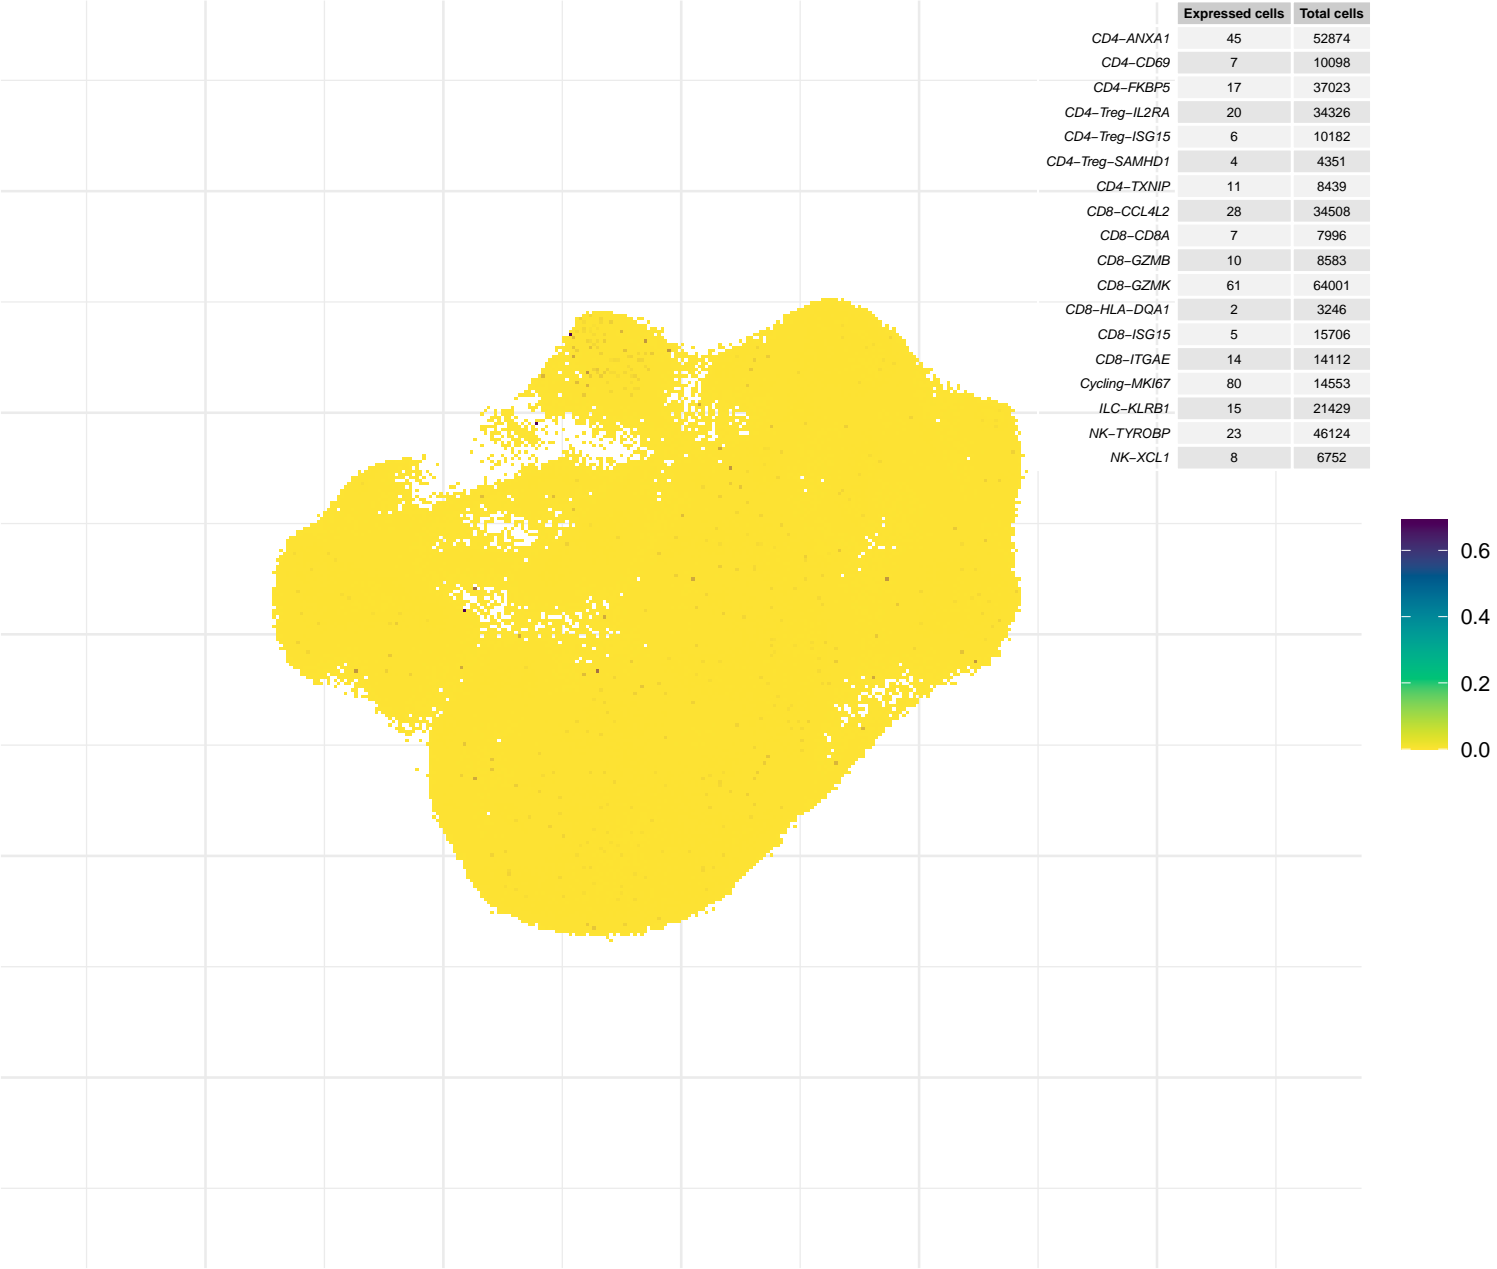 Expressed cells Total cells
CD4−ANXA1 45 52874
CD4−CD69 7 10098
CD4−FKBP5 17 37023
CD4−Treg−IL2RA 20 34326
CD4−Treg−ISG15 6 10182
CD4−Treg−SAMHD1 4 4351
CD4−TXNIP 11 8439
CD8−CCL4L2 28 34508
CD8−CD8A 7 7996
CD8−GZMB 10 8583
CD8−GZMK 61 64001
CD8−HLA−DQA1 2 3246
CD8−ISG15 5 15706
CD8−ITGAE 14 14112
Cycling−MKI67 80 14553
ILC−KLRB1 15 21429
NK−TYROBP 23 46124
NK−XCL1 8 6752
0.6
0.4
0.2
0.0